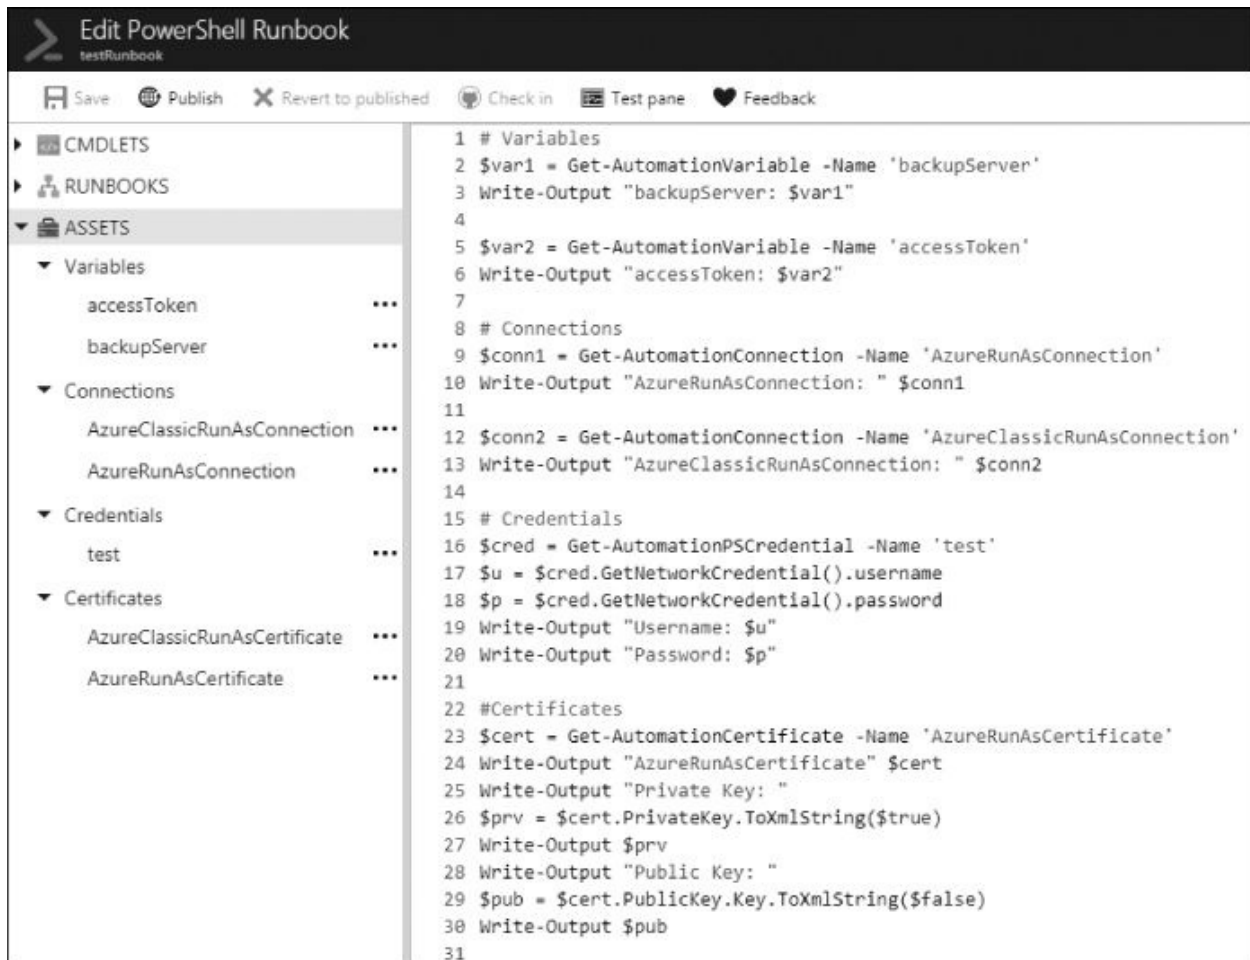 Edit PowerShell Runbook
testRunbook
Save Publish Revert to published Check in Test pane Feedback
CMDLETS
RUNBOOKS
ASSETS
Variables
accessToken
backupServer
Connections
AzureClassicRunAsConnection
AzureRunAsConnection
Credentials
test
Certificates
AzureClassicRunAsCertificate
AzureRunAsCertificate
1 # Variables
2 $var1 = Get-AutomationVariable -Name 'backupServer'
3 Write-Output "backupServer: $var1"
4
5 $var2 = Get-AutomationVariable -Name 'accessToken'
6 Write-Output "accessToken: $var2"
7
8 # Connections
9 $conn1 = Get-AutomationConnection -Name 'AzureRunAsConnection'
10 Write-Output "AzureRunAsConnection: " $conn1
11
12 $conn2 = Get-AutomationConnection -Name 'AzureClassicRunAsConnection'
13 Write-Output "AzureClassicRunAsConnection: " $conn2
14
15 # Credentials
16 $cred = Get-AutomationPSCredential -Name 'test'
17 $u = $cred.GetNetworkCredential().username
18 $p = $cred.GetNetworkCredential().password
19 Write-Output "Username: $u"
20 Write-Output "Password: $p"
21
22 #Certificates
23 $cert = Get-AutomationCertificate -Name 'AzureRunAsCertificate'
24 Write-Output "AzureRunAsCertificate" $cert
25 Write-Output "Private Key: "
26 $prv = $cert.PrivateKey.ToXmlString($true)
27 Write-Output $prv
28 Write-Output "Public Key: "
29 $pub = $cert.PublicKey.Key.ToXmlString($false)
30 Write-Output $pub
31